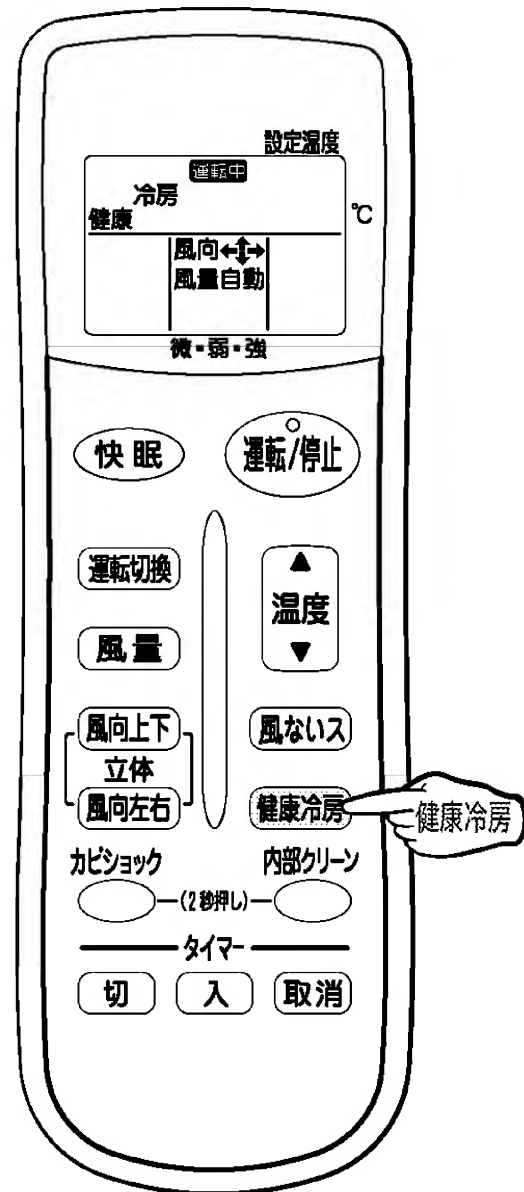 設定温度
運転中
冷房
健康
℃
風向
風量自動
微・弱・強
快眠
運転/停止
運転切換
▲
温度
▼
風量
風向上下
立体
風向左右
風ないス
健康冷房
健康冷房
カビショック
内部クリーン
(2秒押し)
タイマー
切
入
取消